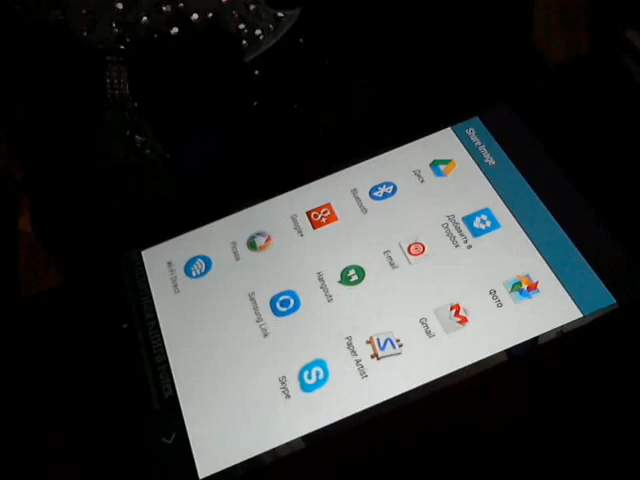 Share Image
Диск
Добавить в
Dropbox
Фото
Bluetooth
E-mail
Gmail
Google+
Hangouts
Paper Artist
Picasa
Samsung Link
Skype
Wi-Fi Direct